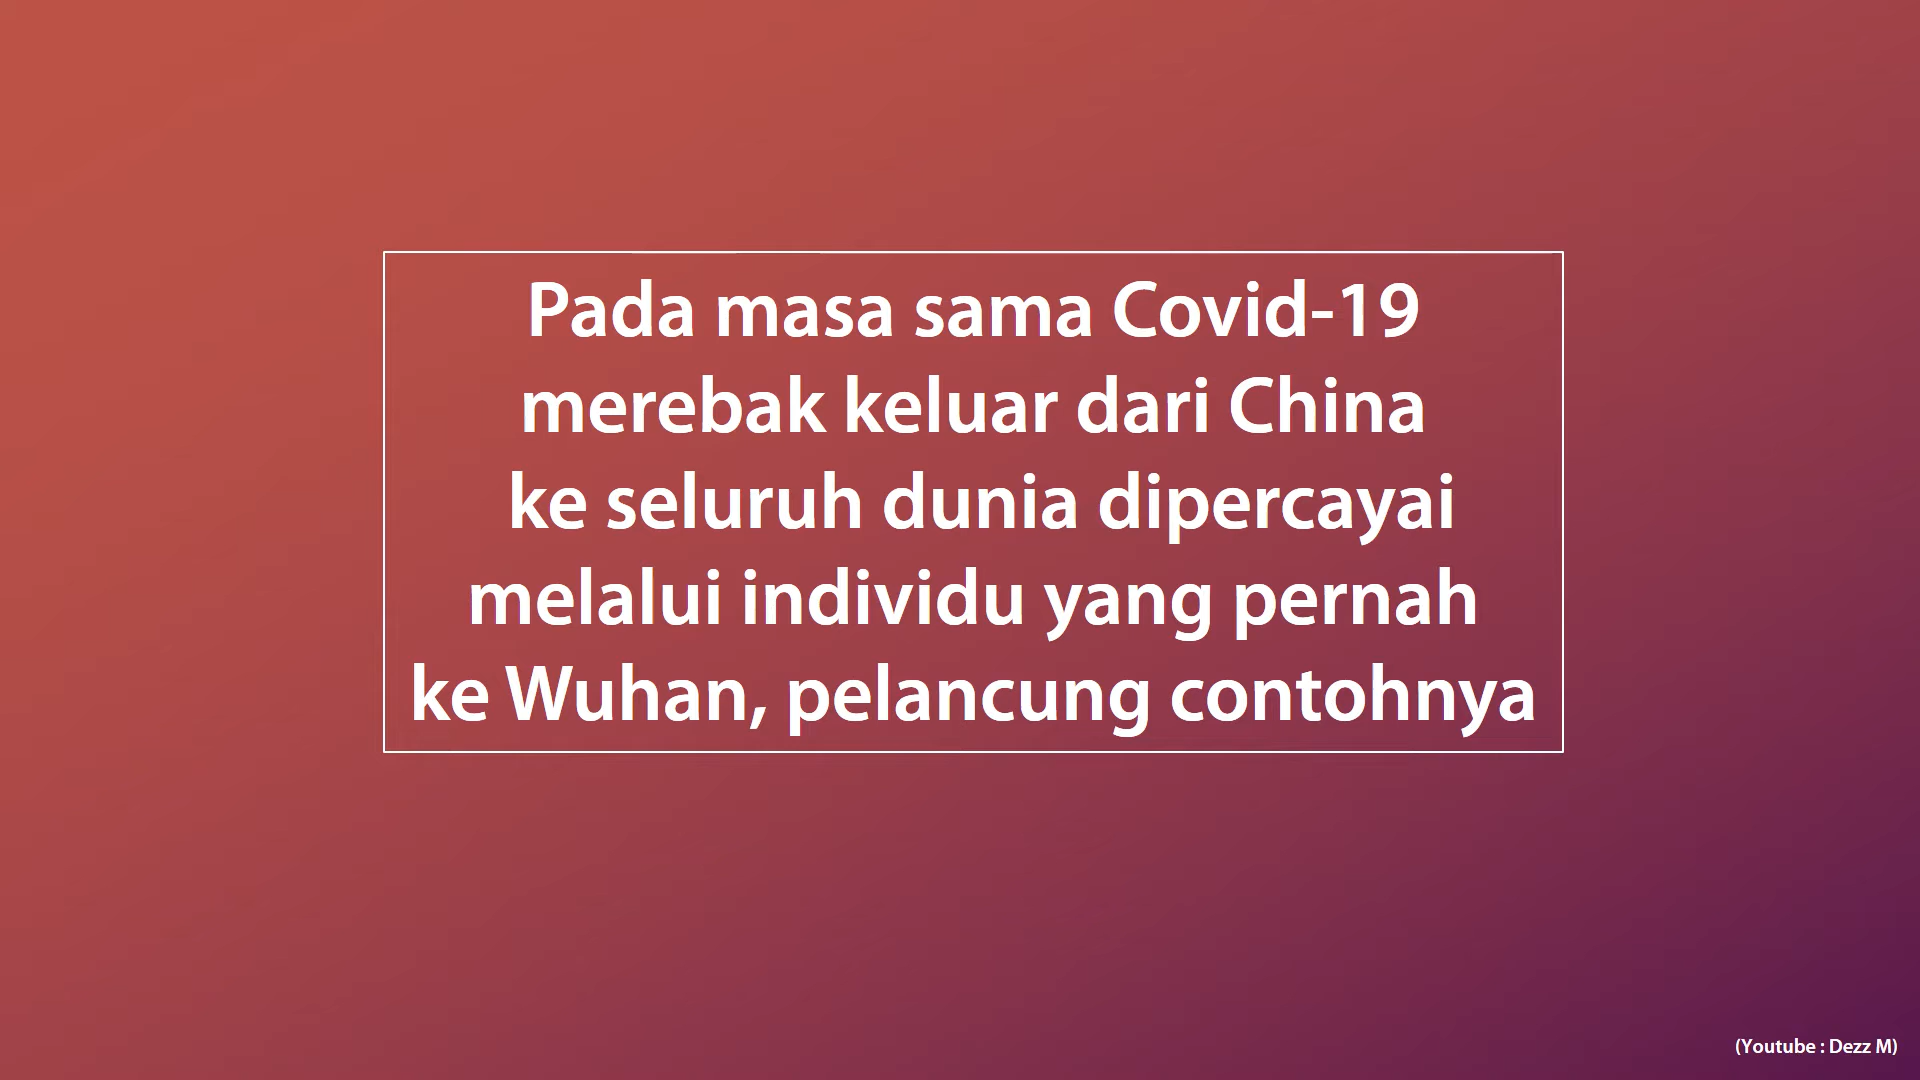 Pada masa sama Covid-19
merebak keluar dari China
ke seluruh dunia dipercayai
melalui individu yang pernah
ke Wuhan, pelancung contohnya
(Youtube : Dezz M)